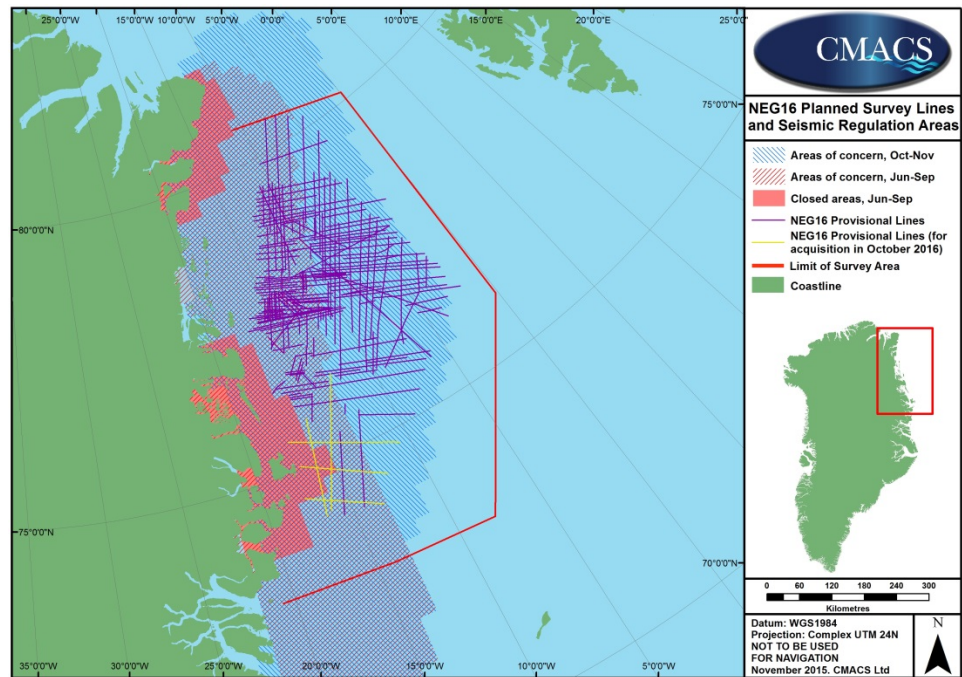 25°0'0"W 15°0'0"W 10°0'0"W 5°0'0"W 0°0'0" 5°0'0"E 10°0'0"E 15°0'0"E 20°0'0"E 25°0'0"
80°0'0"N
75°0'0"N
75°0'0"N
70°0'0"N
35°0'0"W 30°0'0"W 25°0'0"W 20°0'0"W 15°0'0"W 10°0'0"W 5°0'0"W
CMACS
NEG16 Planned Survey Lines
and Seismic Regulation Areas
Areas of concern, Oct-Nov
Areas of concern, Jun-Sep
Closed areas, Jun-Sep
NEG16 Provisional Lines
NEG16 Provisional Lines (for
acquisition in October 2016)
Limit of Survey Area
Coastline
0 60 120 180 240 300
Kilometres
Datum: WGS1984
Projection: Complex UTM 24N
NOT TO BE USED
FOR NAVIGATION
November 2015. CMACS Ltd
N